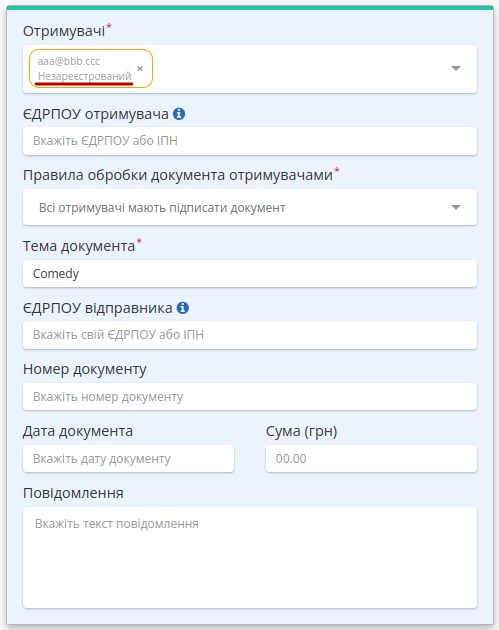 Отримувачі*
aaa@bbb.ccc
Незареєстрований ×
ЄДРПОУ отримувача
Вкажіть ЄДРПОУ або ІПН
Правила обробки документа отримувачами*
Всі отримувачі мають підписати документ
Тема документа*
Comedy
ЄДРПОУ відправника
Вкажіть свій ЄДРПОУ або ІПН
Номер документу
Вкажіть номер документу
Дата документа
Вкажіть дату документу
Сума (грн)
00.00
Повідомлення
Вкажіть текст повідомлення